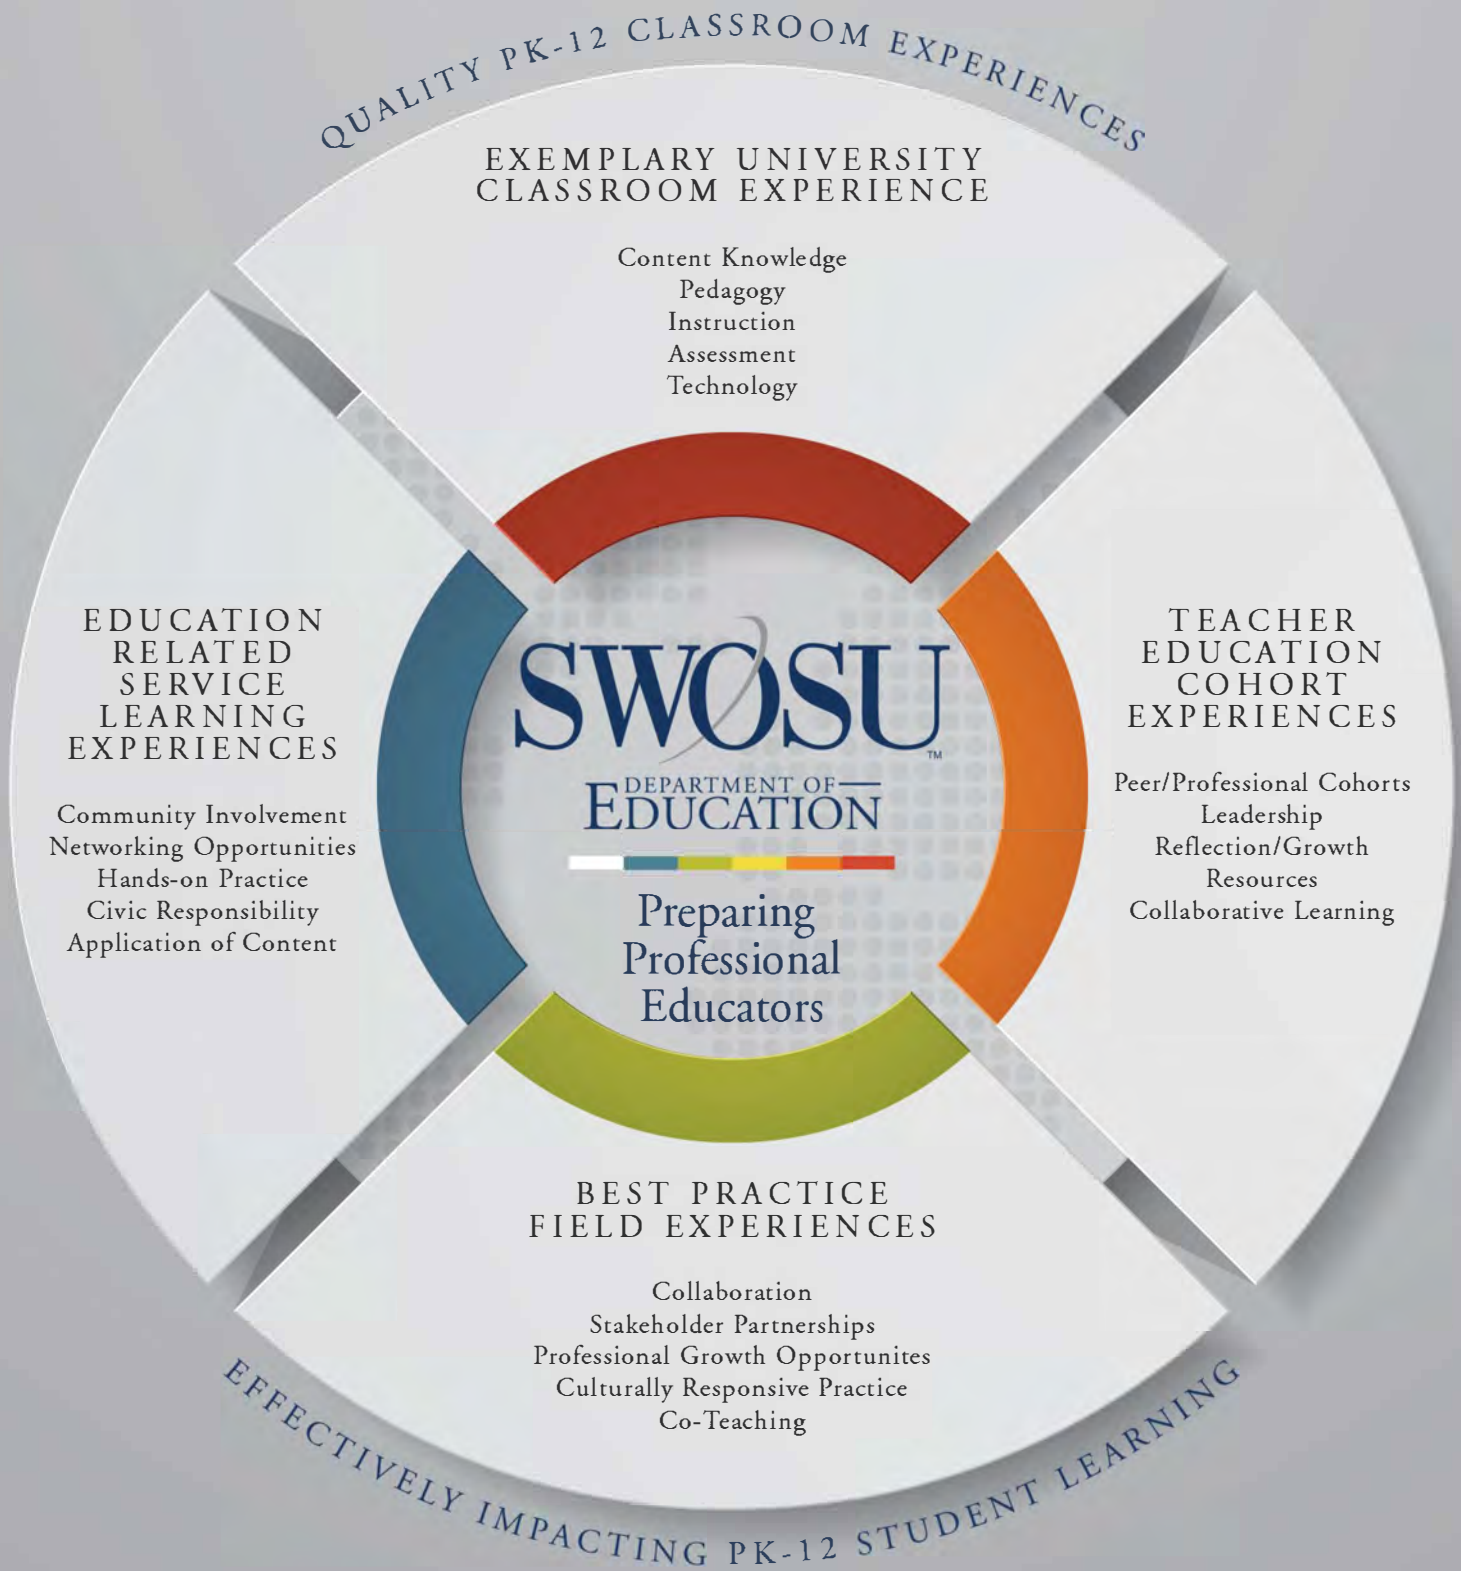 QUALITY PK-12 CLASSROOM EXPERIENCES
EXEMPLARY UNIVERSITY
CLASSROOM EXPERIENCE
Content Knowledge
Pedagogy
Instruction
Assessment
Technology
EDUCATION
RELATED
SERVICE
LEARNING
EXPERIENCES
Community Involvement
Networking Opportunities
Hands-on Practice
Civic Responsibility
Application of Content
SWOSU™
DEPARTMENT OF
EDUCATION
Preparing
Professional
Educators
TEACHER
EDUCATION
COHORT
EXPERIENCES
Peer/Professional Cohorts
Leadership
Reflection/Growth
Resources
Collaborative Learning
BEST PRACTICE
FIELD EXPERIENCES
Collaboration
Stakeholder Partnerships
Professional Growth Opportunites
Culturally Responsive Practice
Co-Teaching
EFFECTIVELY IMPACTING PK-12 STUDENT LEARNING